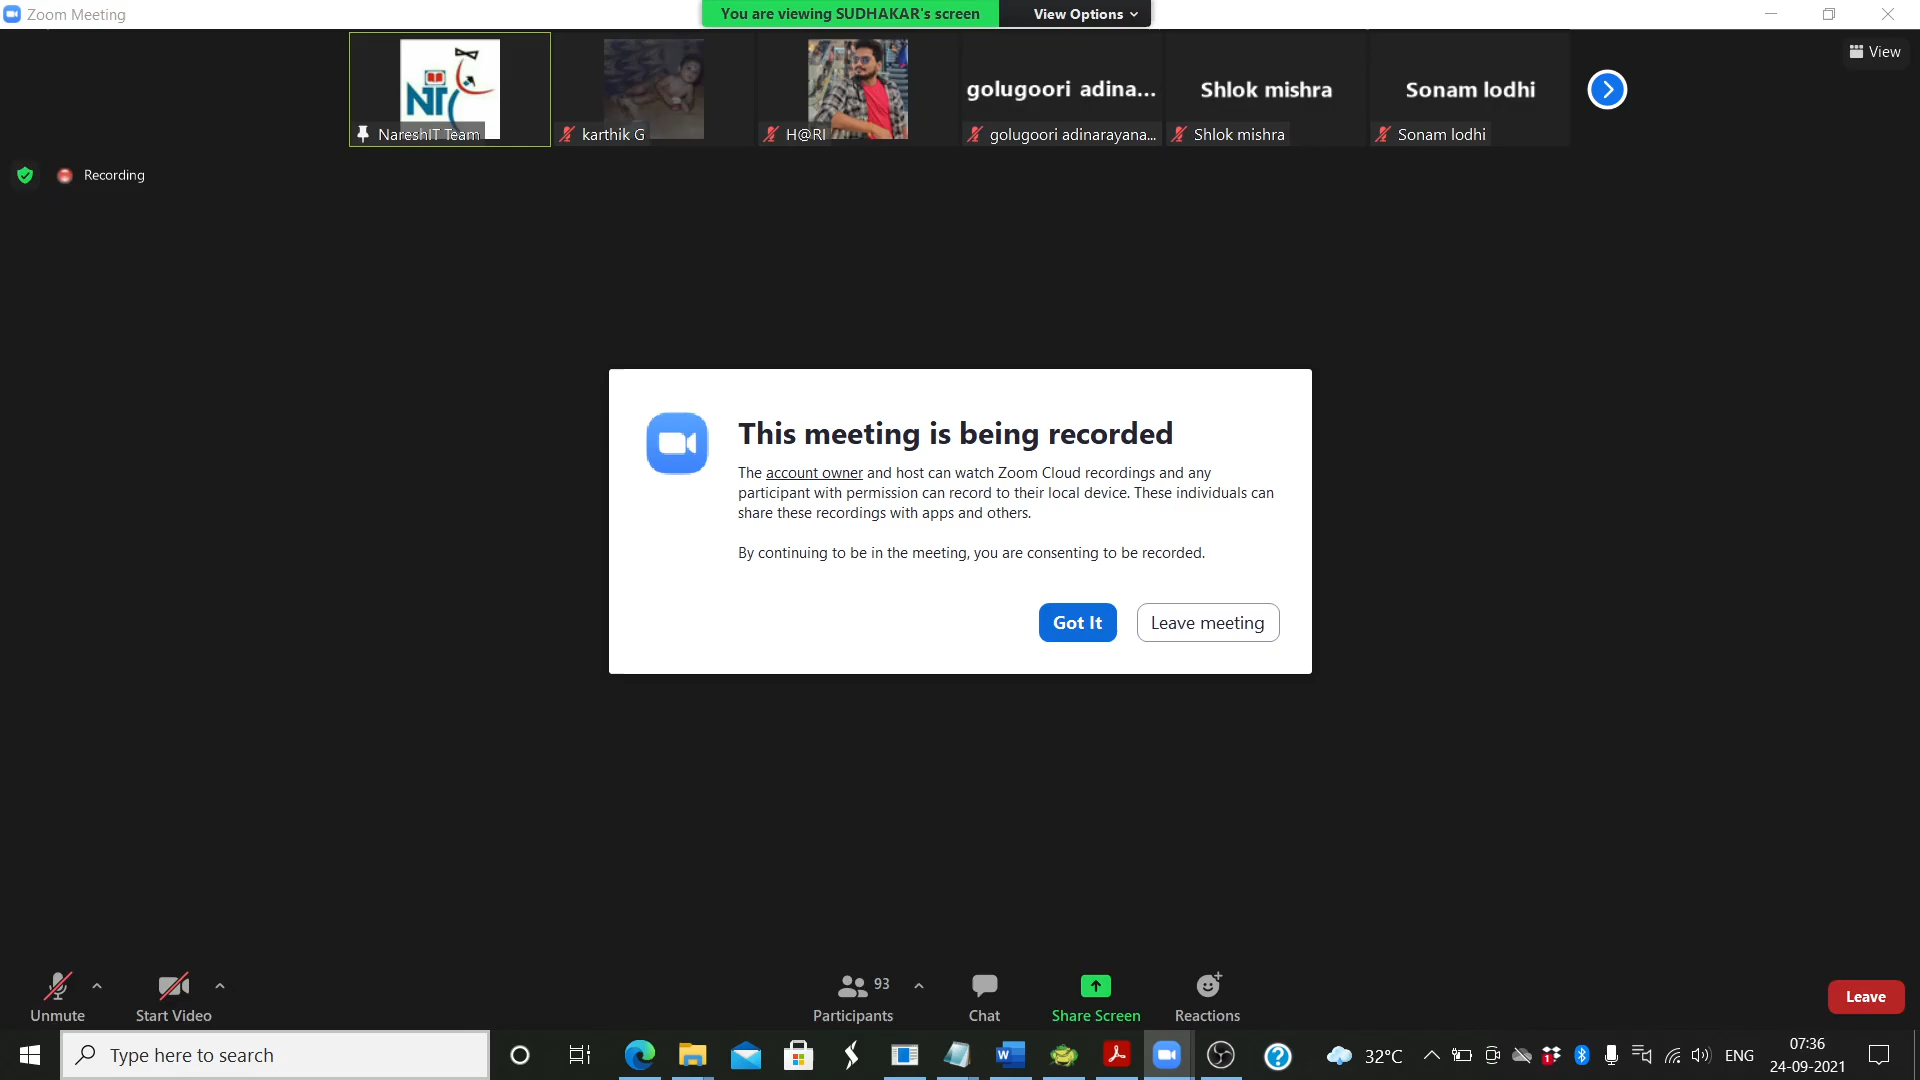 Zoom Meeting
You are viewing SUDHAKAR's screen
View Options
View
NareshIT Team
karthik G
H@RI
golugoori adina...
golugoori adinarayana...
Shlok mishra
Shlok mishra
Sonam lodhi
Sonam lodhi
Recording
This meeting is being recorded
The account owner and host can watch Zoom Cloud recordings and any
participant with permission can record to their local device. These individuals can
share these recordings with apps and others.
By continuing to be in the meeting, you are consenting to be recorded.
Got It
Leave meeting
Unmute
Start Video
93
Participants
Chat
Share Screen
Reactions
Leave
Type here to search
32°C
ENG
07:36
24-09-2021